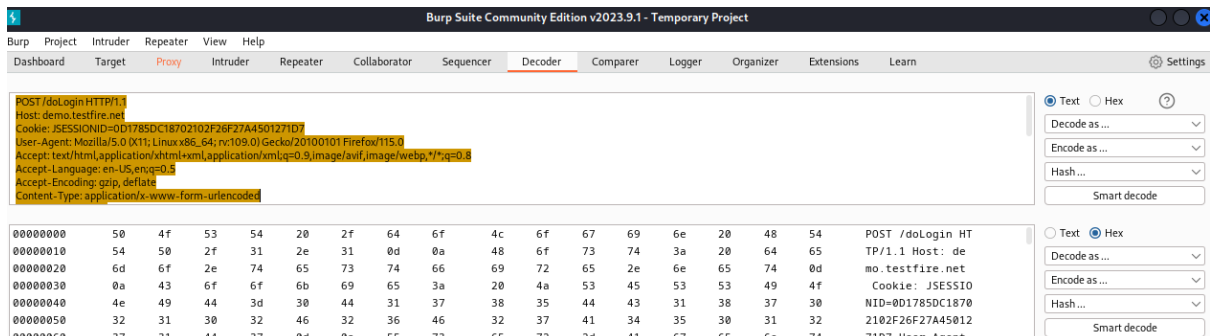 Burp Suite Community Edition v2023.9.1 - Temporary Project
Burp Project Intruder Repeater View Help
Dashboard Target Proxy Intruder Repeater Collaborator Sequencer Decoder Comparer Logger Organizer Extensions Learn Settings
POST /doLogin HTTP/1.1
Host: demo.testfire.net
Cookie: JSESSIONID=0D1785DC18702102F26F27A4501271D7
User-Agent: Mozilla/5.0 (X11; Linux x86_64; rv:109.0) Gecko/20100101 Firefox/115.0
Accept: text/html,application/xhtml+xml,application/xml;q=0.9,image/avif,image/webp,*/*;q=0.8
Accept-Language: en-US,en;q=0.5
Accept-Encoding: gzip, deflate
Content-Type: application/x-www-form-urlencoded
Text Hex ?
Decode as ...
Encode as ...
Hash ...
Smart decode
00000000 50 4f 53 54 20 2f 64 6f 4c 6f 67 69 6e 20 48 54 POST /doLogin HT
00000010 54 50 2f 31 2e 31 0d 0a 48 6f 73 74 3a 20 64 65 TP/1.1 Host: de
00000020 6d 6f 2e 74 65 73 74 66 69 72 65 2e 6e 65 74 0d mo.testfire.net
00000030 0a 43 6f 6f 6b 69 65 3a 20 4a 53 45 53 53 49 4f Cookie: JSESSIO
00000040 4e 49 44 3d 30 44 31 37 38 35 44 43 31 38 37 30 NID=0D1785DC1870
00000050 32 31 30 32 46 32 36 46 32 37 41 34 35 30 31 32 2102F26F27A45012
Text Hex
Decode as ...
Encode as ...
Hash ...
Smart decode